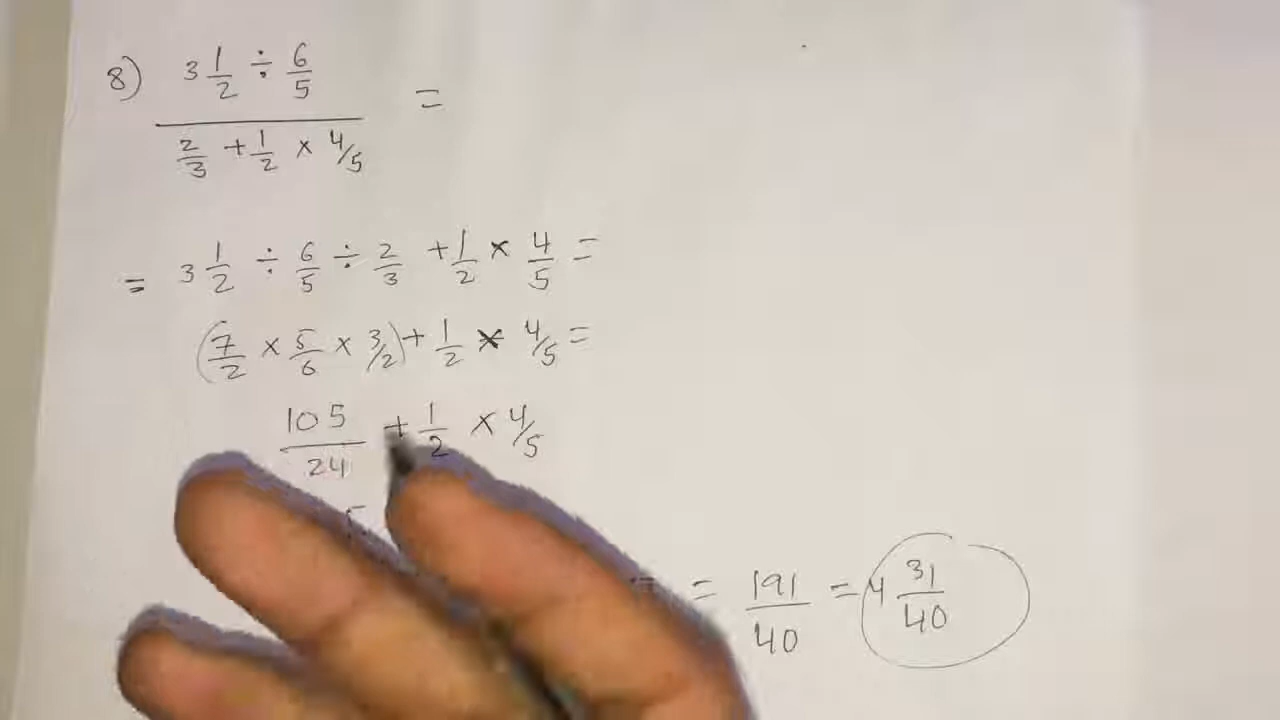 8) 3 1/2 ÷ 6/5 =
2/3 + 1/2 × 4/5
= 3 1/2 ÷ 6/5 ÷ 2/3 + 1/2 × 4/5 =
(7/2 × 5/6 × 3/2) + 1/2 × 4/5 =
105/24 + 1/2 × 4/5
= 191/40 = 4 31/40